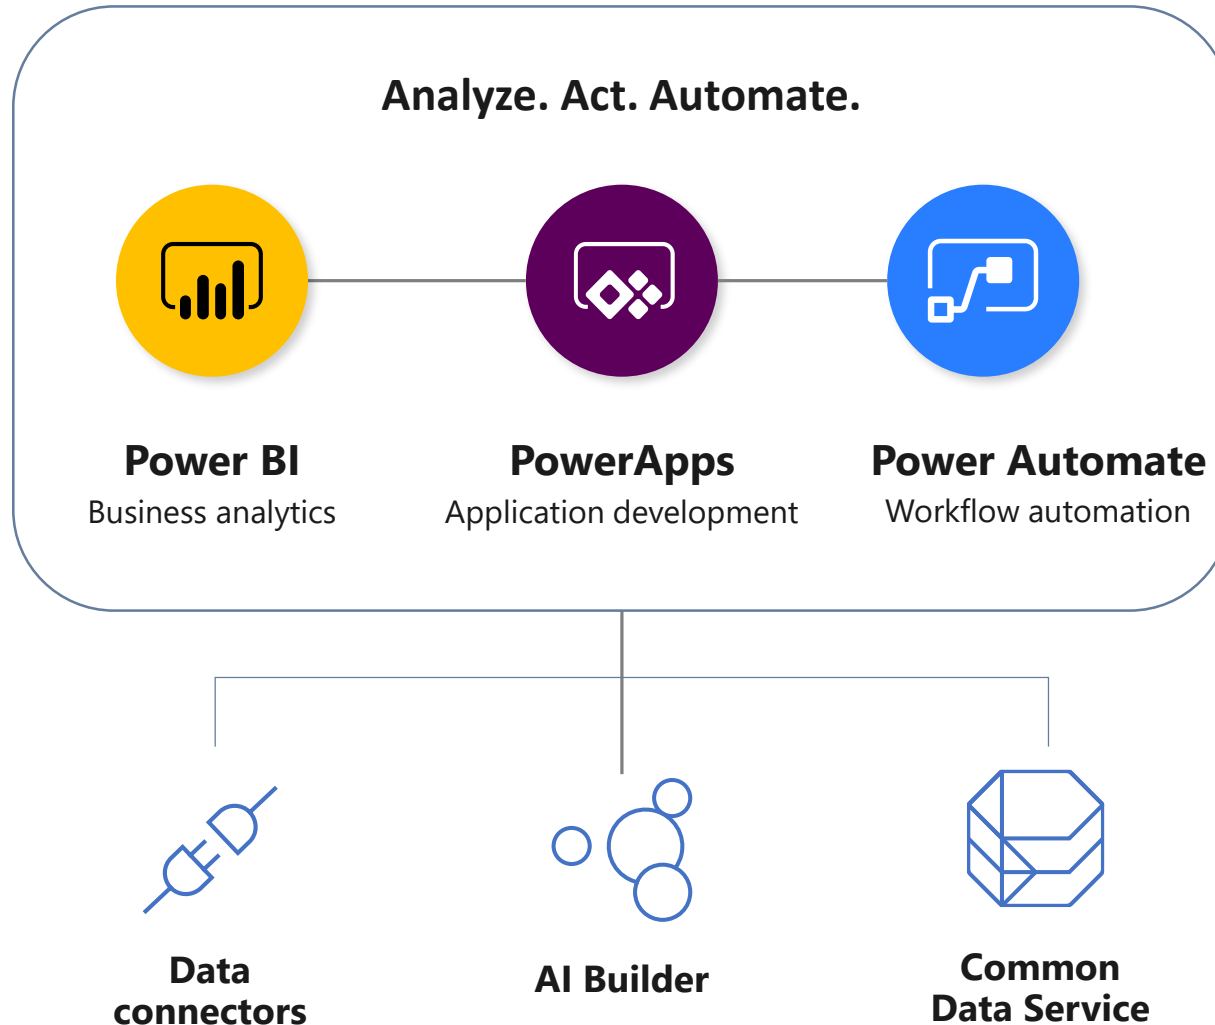 Analyze. Act. Automate.
Power BI
Business analytics
PowerApps
Application development
Power Automate
Workflow automation
Data
connectors
AI Builder
Common
Data Service